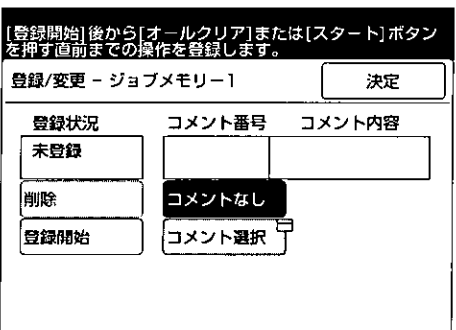 [登録開始]後から[オールクリア]または[スタート]ボタン
を押す直前までの操作を登録します。
登録/変更 − ジョブメモリー1 決定
登録状況 コメント番号 コメント内容
未登録
削除 コメントなし
登録開始 コメント選択